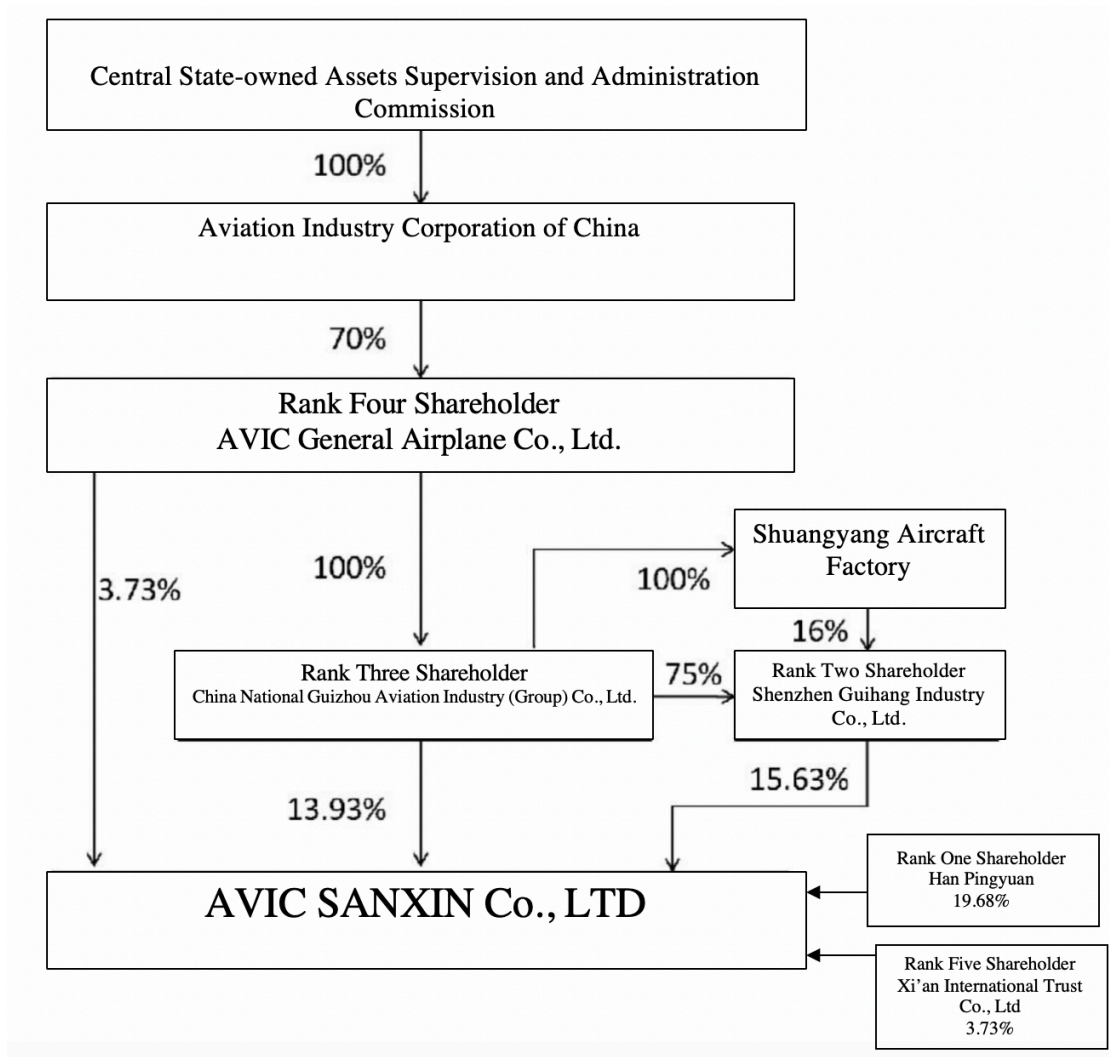 Central State-owned Assets Supervision and Administration
Commission
100%
Aviation Industry Corporation of China
70%
Rank Four Shareholder
AVIC General Airplane Co., Ltd.
3.73%
100%
100%
Shuangyang Aircraft
Factory
16%
Rank Three Shareholder
China National Guizhou Aviation Industry (Group) Co., Ltd.
75%
Rank Two Shareholder
Shenzhen Guihang Industry
Co., Ltd.
13.93%
15.63%
AVIC SANXIN Co., LTD
Rank One Shareholder
Han Pingyuan
19.68%
Rank Five Shareholder
Xi’an International Trust
Co., Ltd
3.73%